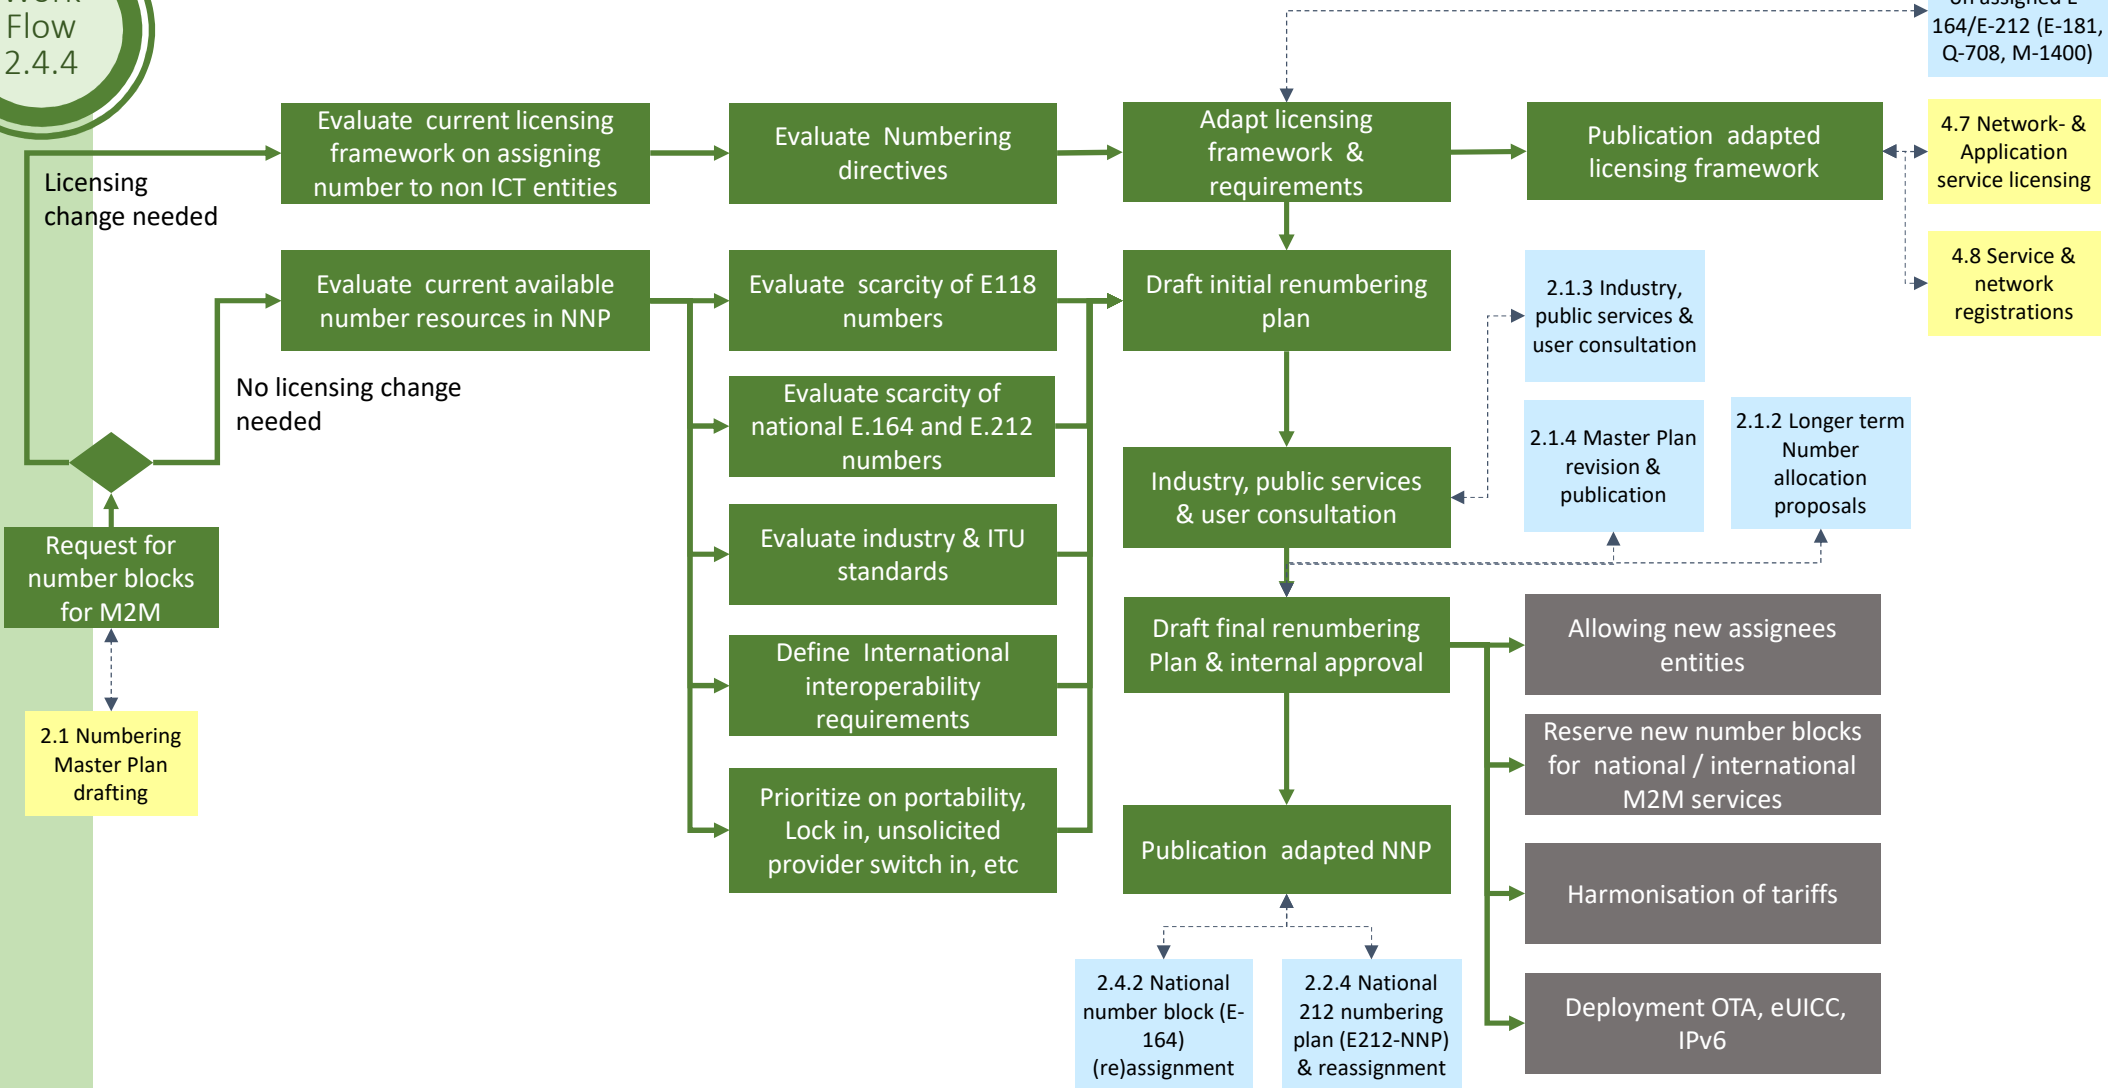 Flow
2.4.4
164/E-212 (E-181,
Q-708, M-1400)
Evaluate current licensing
framework on assigning
number to non ICT entities
Evaluate Numbering
directives
Adapt licensing
framework &
requirements
Publication adapted
licensing framework
4.7 Network- &
Application
service licensing
Licensing
change needed
4.8 Service &
network
registrations
Evaluate current available
number resources in NNP
Evaluate scarcity of E118
numbers
Draft initial renumbering
plan
2.1.3 Industry,
public services &
user consultation
No licensing change
needed
Evaluate scarcity of
national E.164 and E.212
numbers
2.1.4 Master Plan
revision &
publication
2.1.2 Longer term
Number
allocation
proposals
Industry, public services
& user consultation
Request for
number blocks
for M2M
Evaluate industry & ITU
standards
Draft final renumbering
Plan & internal approval
Allowing new assignees
entities
Define International
interoperability
requirements
2.1 Numbering
Master Plan
drafting
Reserve new number blocks
for national / international
M2M services
Prioritize on portability,
Lock in, unsolicited
provider switch in, etc
Publication adapted NNP
Harmonisation of tariffs
2.4.2 National
number block (E-
164)
(re)assignment
2.2.4 National
212 numbering
plan (E212-NNP)
& reassignment
Deployment OTA, eUICC,
IPv6